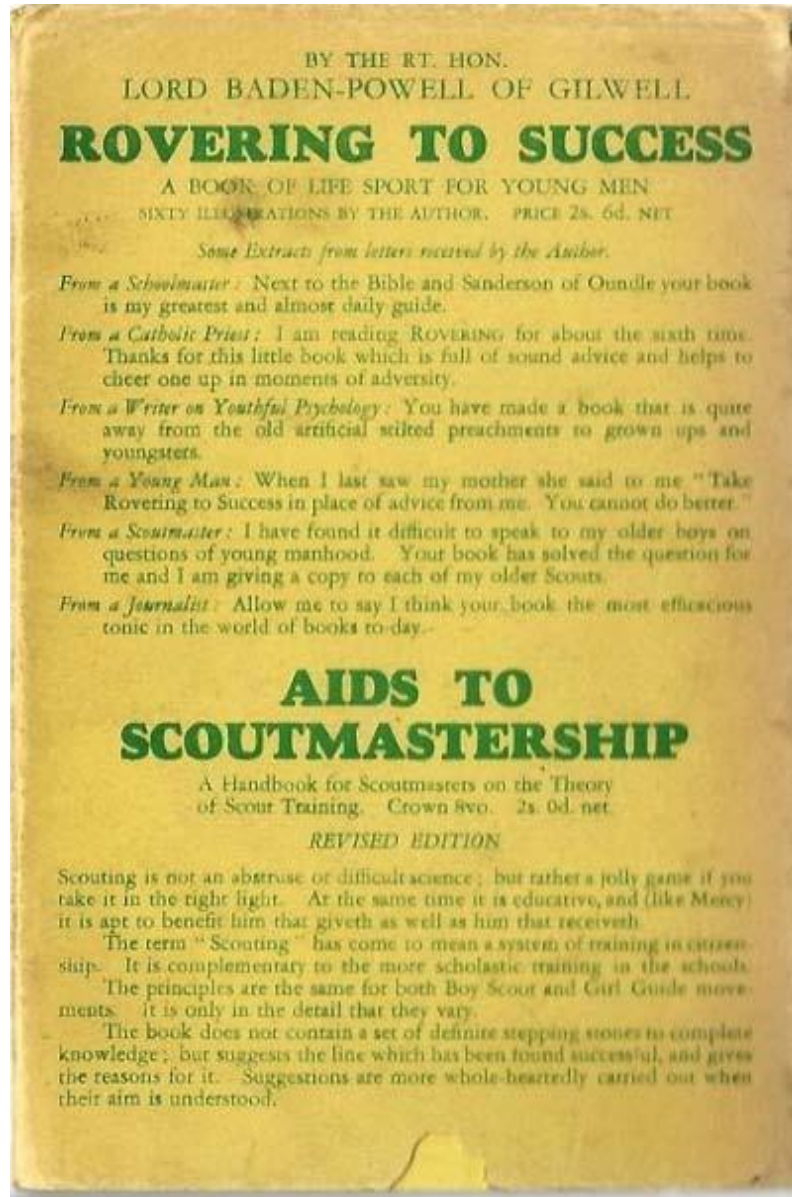 BY THE RT. HON.
LORD BADEN-POWELL OF GILWELL
ROVERING TO SUCCESS
A BOOK OF LIFE SPORT FOR YOUNG MEN
SIXTY ILLUSTRATIONS BY THE AUTHOR. PRICE 2s. 6d. NET
Some Extracts from letters received by the Author.
From a Schoolmaster: Next to the Bible and Sanderson of Oundle your book
is my greatest and almost daily guide.
From a Catholic Priest: I am reading ROVERING for about the sixth time.
Thanks for this little book which is full of sound advice and helps to
cheer one up in moments of adversity.
From a Writer on Youthful Psychology: You have made a book that is quite
away from the old artificial stilted preachments to grown ups and
youngsters.
From a Young Man: When I last saw my mother she said to me "Take
Rovering to Success in place of advice from me. You cannot do better."
From a Scoutmaster: I have found it difficult to speak to my older boys on
questions of young manhood. Your book has solved the question for
me and I am giving a copy to each of my older Scouts.
From a Journalist: Allow me to say I think your book the most efficacious
tonic in the world of books to-day.
AIDS TO
SCOUTMASTERSHIP
A Handbook for Scoutmasters on the Theory
of Scout Training. Crown 8vo. 2s. 0d. net.
REVISED EDITION
Scouting is not an abstruse or difficult science; but rather a jolly game if you
take it in the right light. At the same time it is educative, and (like Mercy)
it is apt to benefit him that giveth as well as him that receiveth.
The term "Scouting" has come to mean a system of training in citizen-
ship. It is complementary to the more scholastic training in the schools.
The principles are the same for both Boy Scout and Girl Guide move-
ments. It is only in the detail that they vary.
The book does not contain a set of definite stepping stones to complete
knowledge; but suggests the line which has been found successful, and gives
the reasons for it. Suggestions are more whole-heartedly carried out when
their aim is understood.